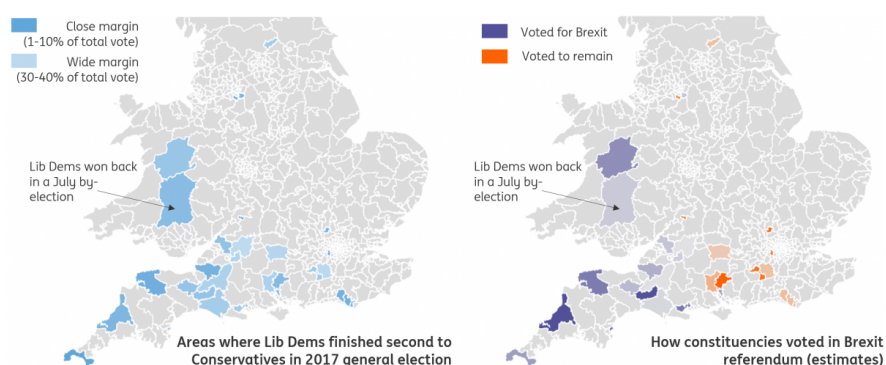 Close margin
(1-10% of total vote)
Wide margin
(30-40% of total vote)
Lib Dems won back
in a July by-
election
Areas where Lib Dems finished second to
Conservatives in 2017 general election
Voted for Brexit
Voted to remain
Lib Dems won back
in a July by-
election
How constituencies voted in Brexit
referendum (estimates)